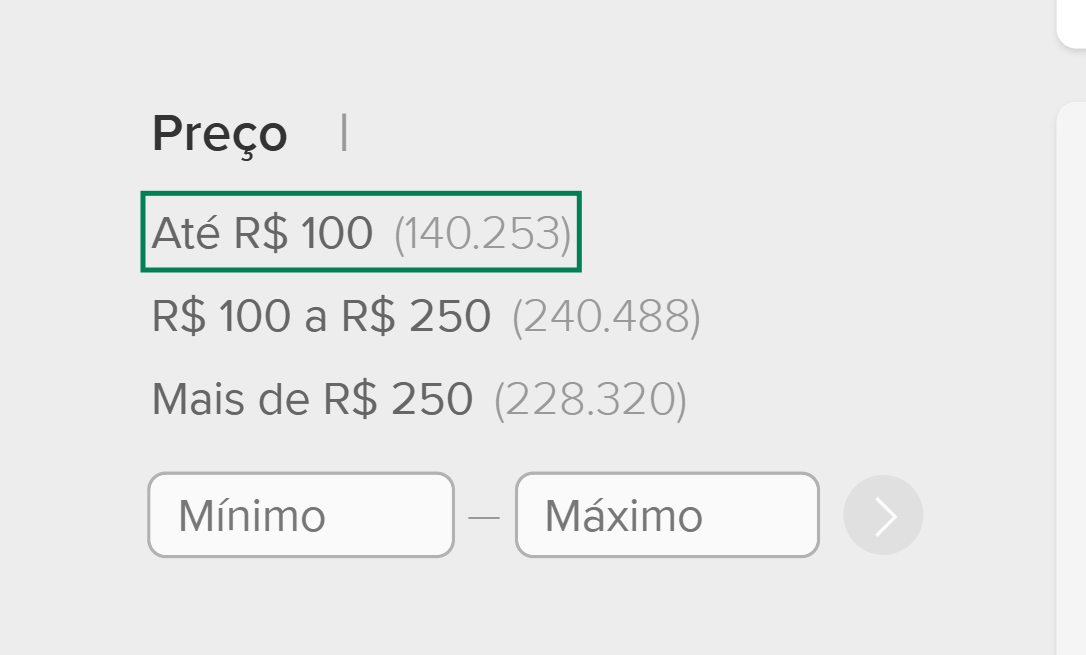 Preço |
Até R$ 100 (140.253)
R$ 100 a R$ 250 (240.488)
Mais de R$ 250 (228.320)
Mínimo — Máximo